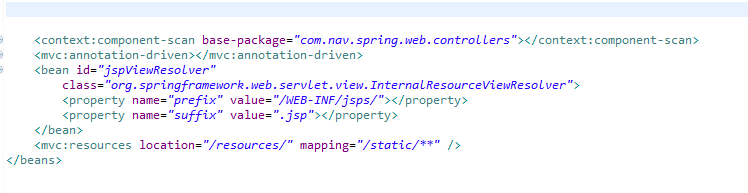 <context:component-scan base-package="com.nav.spring.web.controllers"></context:component-scan>
<mvc:annotation-driven></mvc:annotation-driven>
<bean id="jspViewResolver"
class="org.springframework.web.servlet.view.InternalResourceViewResolver">
<property name="prefix" value="/WEB-INF/jsps/"></property>
<property name="suffix" value=".jsp"></property>
</bean>
<mvc:resources location="/resources/" mapping="/static/**" />
</beans>